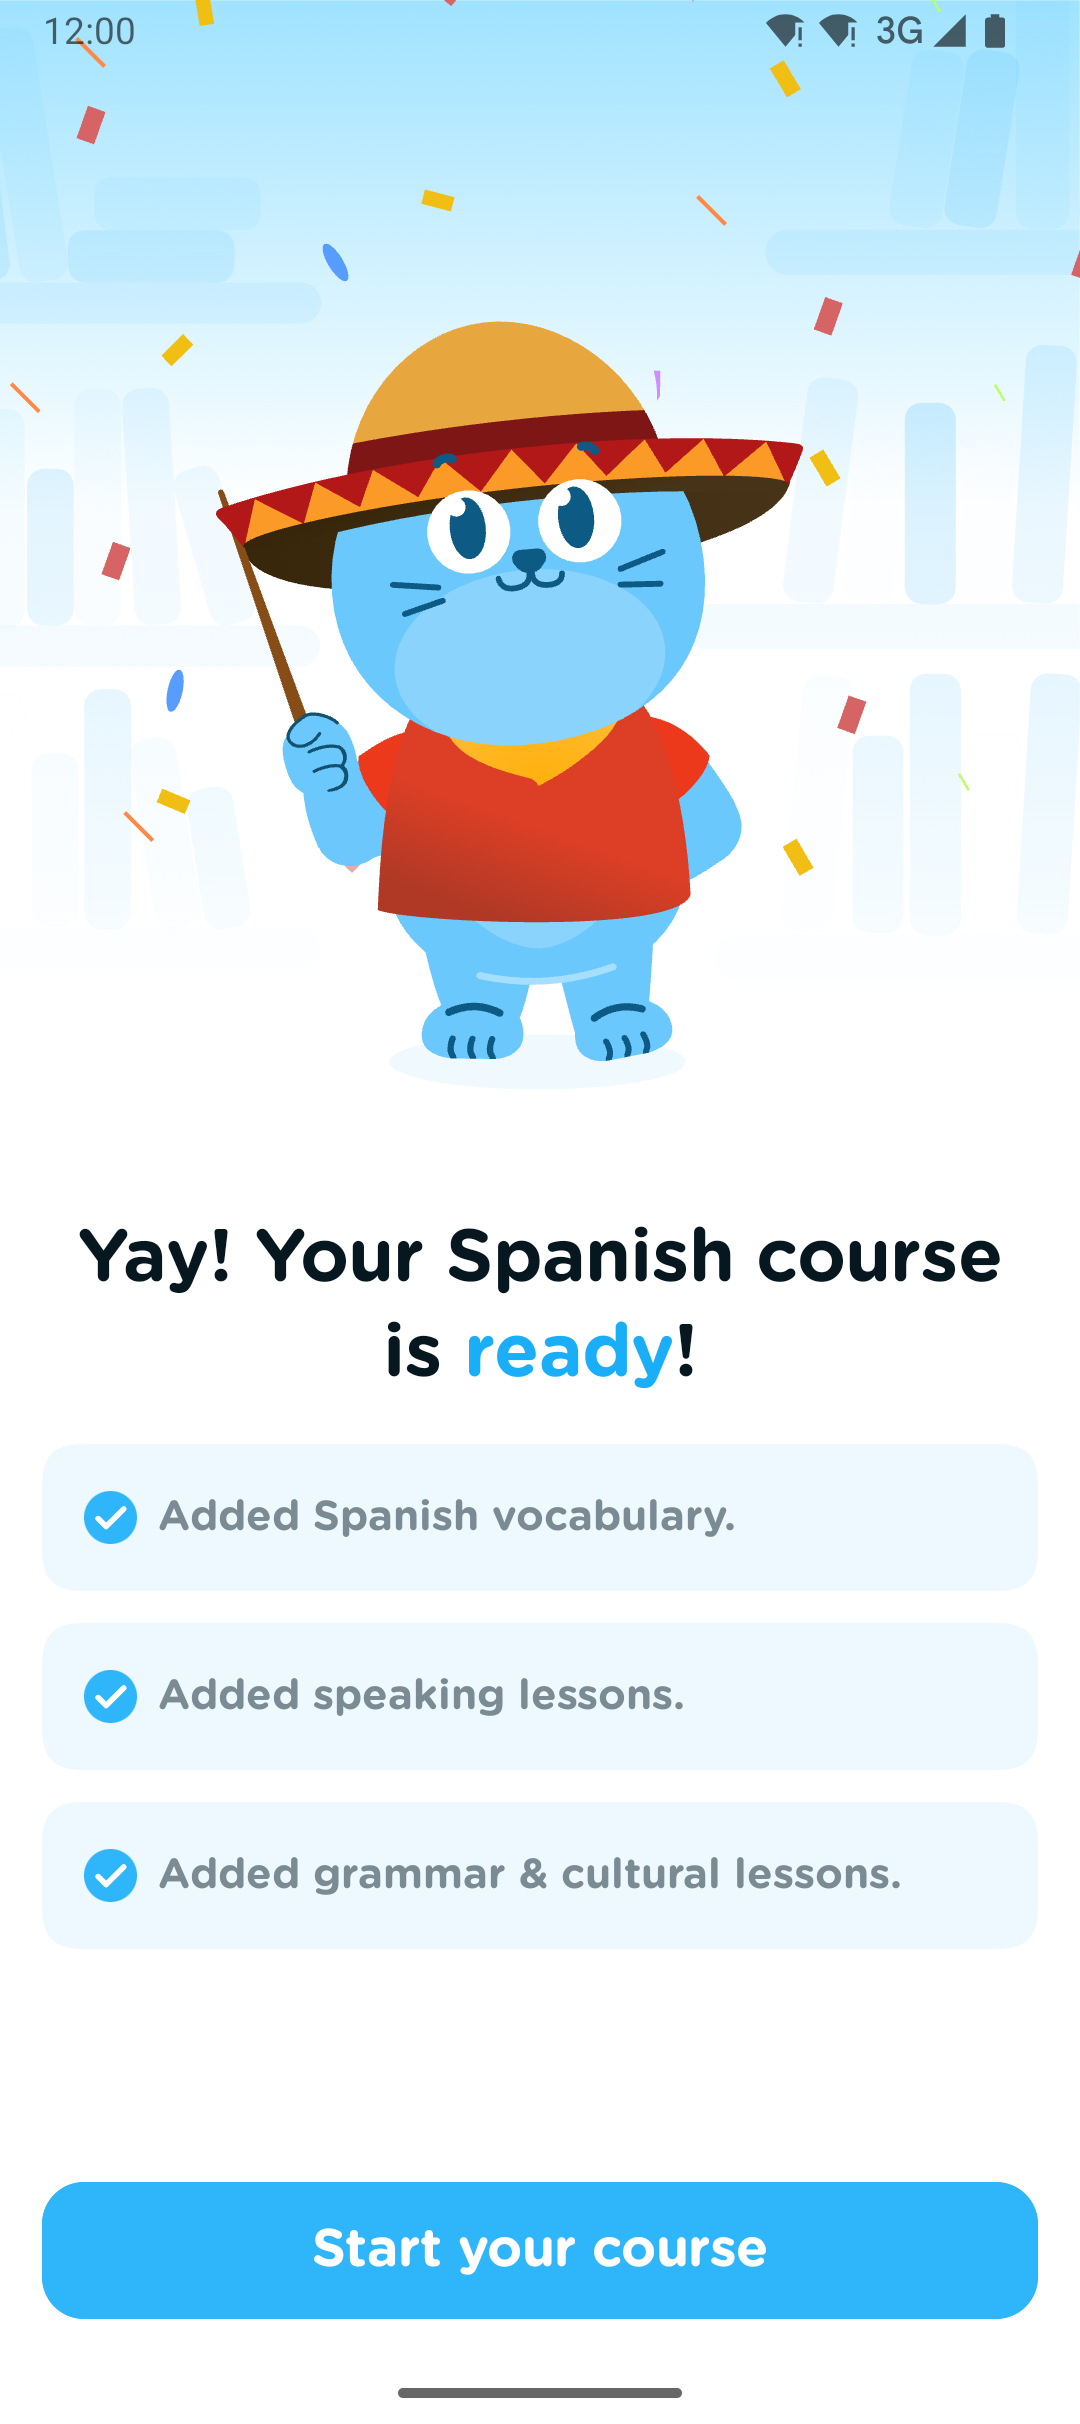 12:00
3G
Yay! Your Spanish course
is ready!
Added Spanish vocabulary.
Added speaking lessons.
Added grammar & cultural lessons.
Start your course